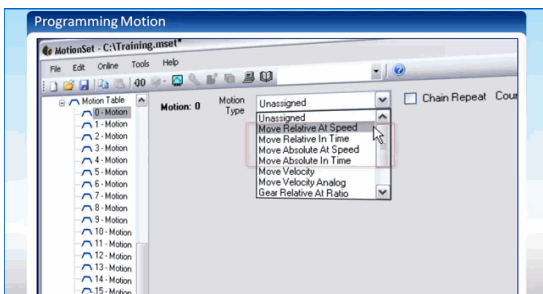 Programming Motion
MotionSet - C:\Training.mset*
File Edit Online Tools Help
Motion Table
0 - Motion
1 - Motion
2 - Motion
3 - Motion
4 - Motion
5 - Motion
6 - Motion
7 - Motion
8 - Motion
9 - Motion
10 - Motion
11 - Motion
12 - Motion
13 - Motion
14 - Motion
15 - Motion
Motion: 0
Motion Type
Unassigned
Chain Repeat
Cour
Unassigned
Move Relative At Speed
Move Relative In Time
Move Absolute At Speed
Move Absolute In Time
Move Velocity
Move Velocity Analog
Gear Relative At Ratio